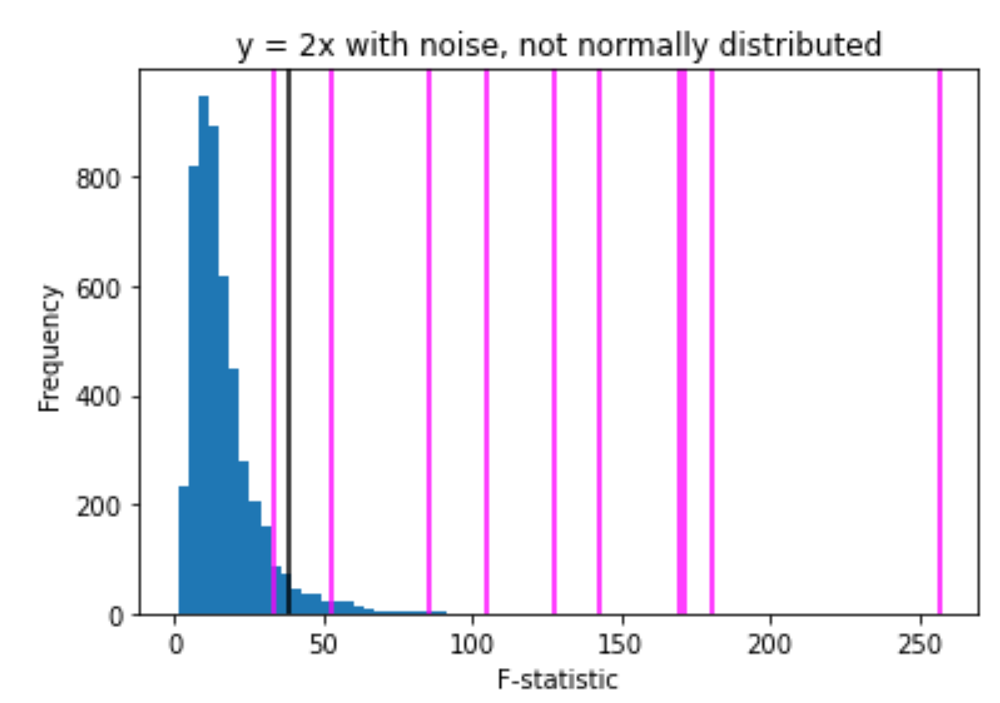 y = 2x with noise, not normally distributed
Frequency
800
600
400
200
0
0 50 100 150 200 250
F-statistic